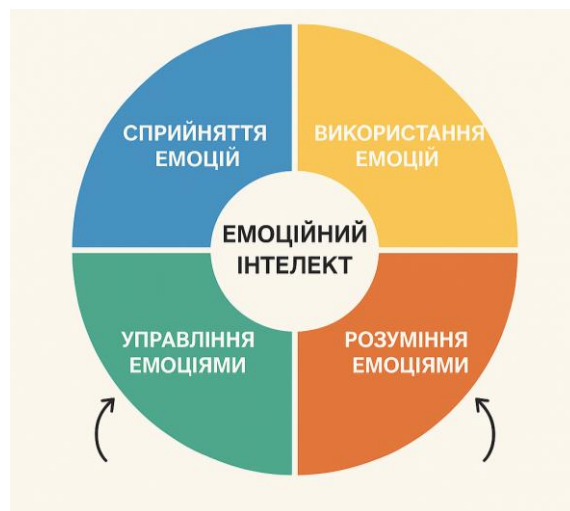 СПРИЙНЯТТЯ
ЕМОЦІЙ
ВИКОРИСТАННЯ
ЕМОЦІЙ
ЕМОЦІЙНИЙ
ІНТЕЛЕКТ
УПРАВЛІННЯ
ЕМОЦІЯМИ
РОЗУМІННЯ
ЕМОЦІЯМИ